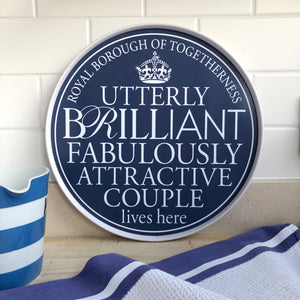 ROYAL BOROUGH OF TOGETHERNESS
UTTERLY
BRILLIANT
FABULOUSLY
ATTRACTIVE
COUPLE
lives here